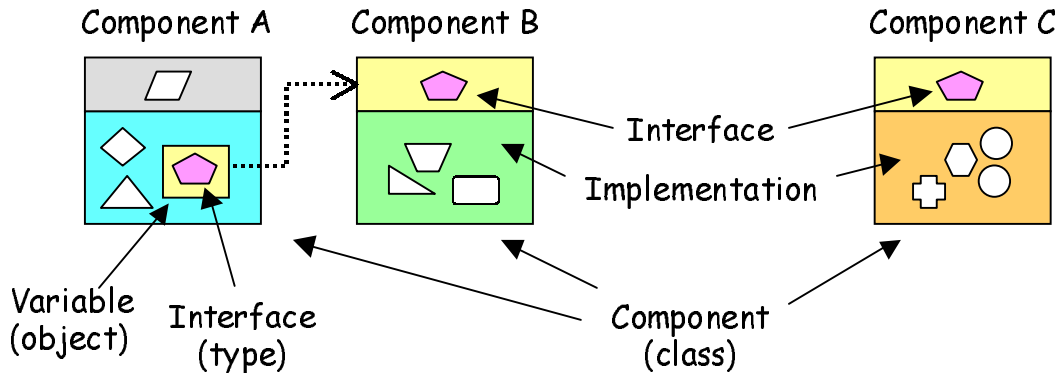 Component A
Component B
Component C
Interface
Implementation
Variable
(object)
Interface
(type)
Component
(class)